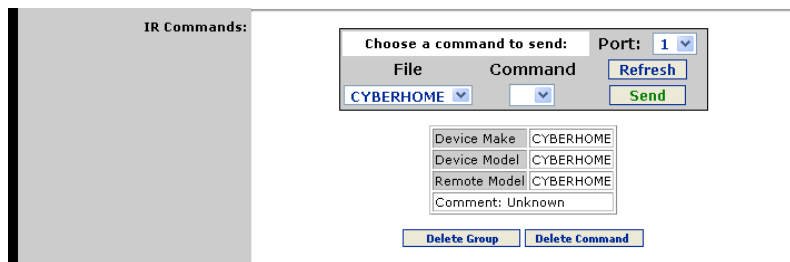 IR Commands:
Choose a command to send: Port: 1
File Command Refresh
CYBERHOME Send
Device Make CYBERHOME
Device Model CYBERHOME
Remote Model CYBERHOME
Comment: Unknown
Delete Group Delete Command